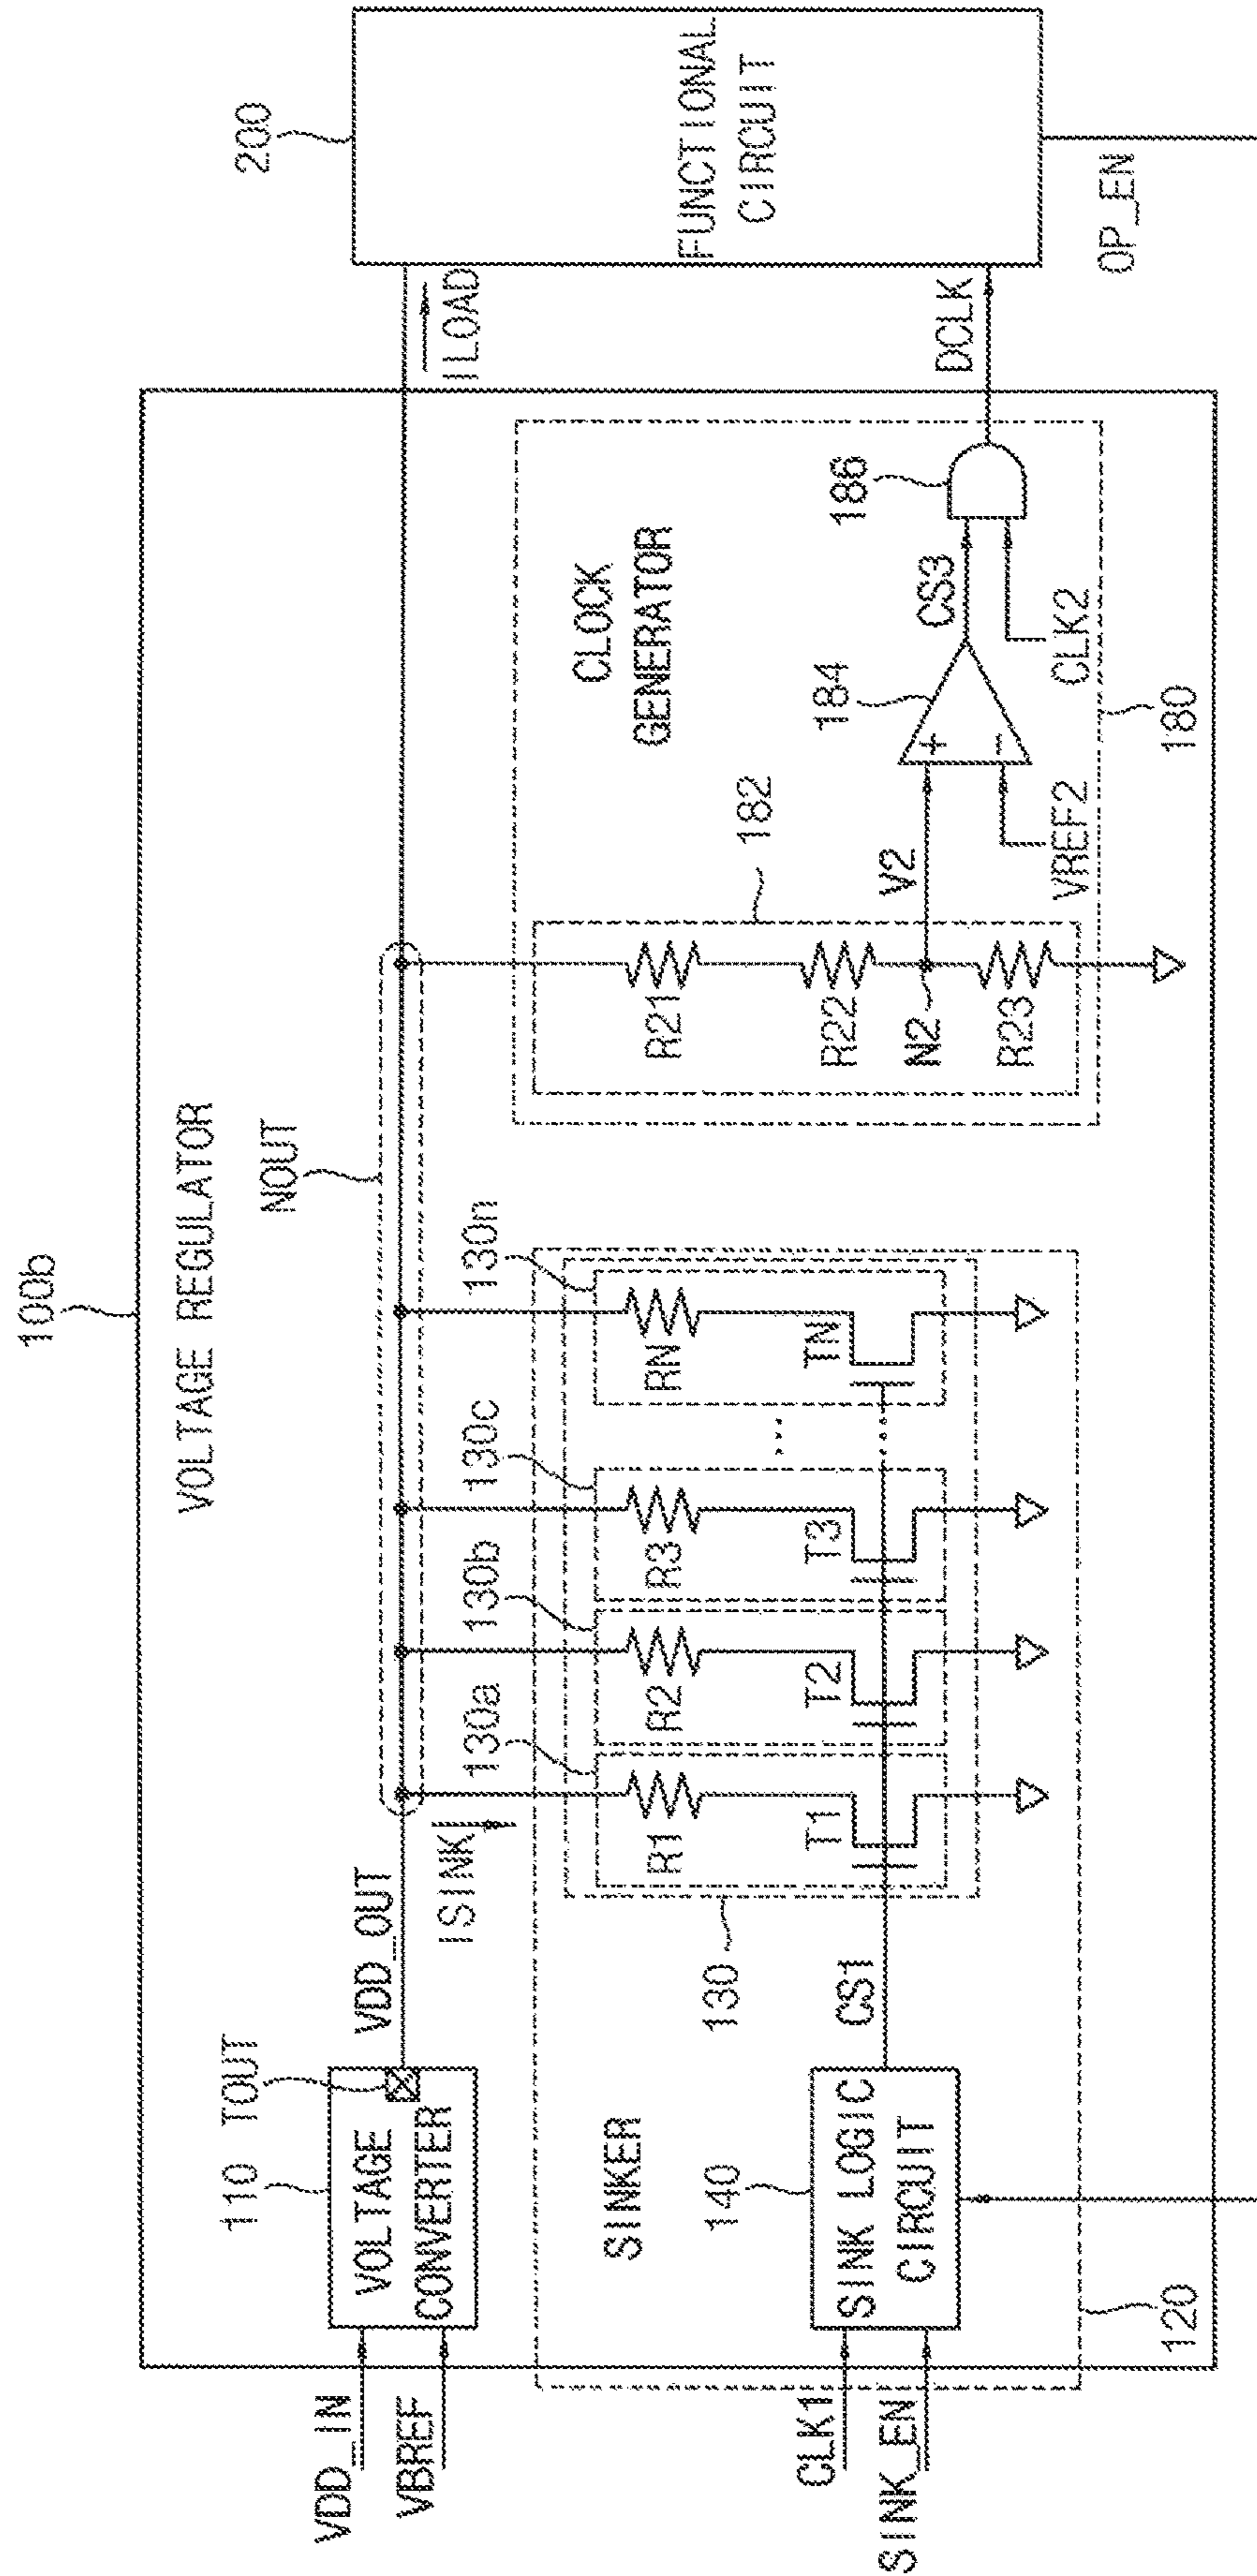 100b
VOLTAGE REGULATOR
NOUT
110
TOUT
VDD_IN
VBREF
VOLTAGE
CONVERTER
VDD_OUT
ISINK
ILOAD
200
FUNCTIONAL
CIRCUIT
SINKER
130
130a
130b
130c
130n
R1
R2
R3
RN
T1
T2
T3
TN
...
...
140
SINK LOGIC
CIRCUIT
CLK1
SINK_EN
CS1
120
CLOCK
GENERATOR
182
R21
R22
N2
R23
V2
VREF2
184
+
−
CS3
CLK2
186
180
DCLK
OP_EN